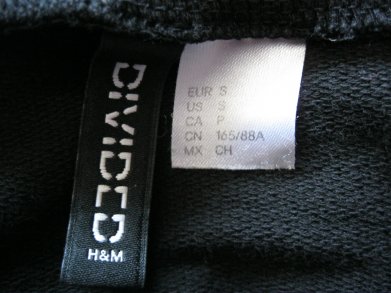 DIVIDED
H&M
EUR S
US S
CA P
CN 165/88A
MX CH